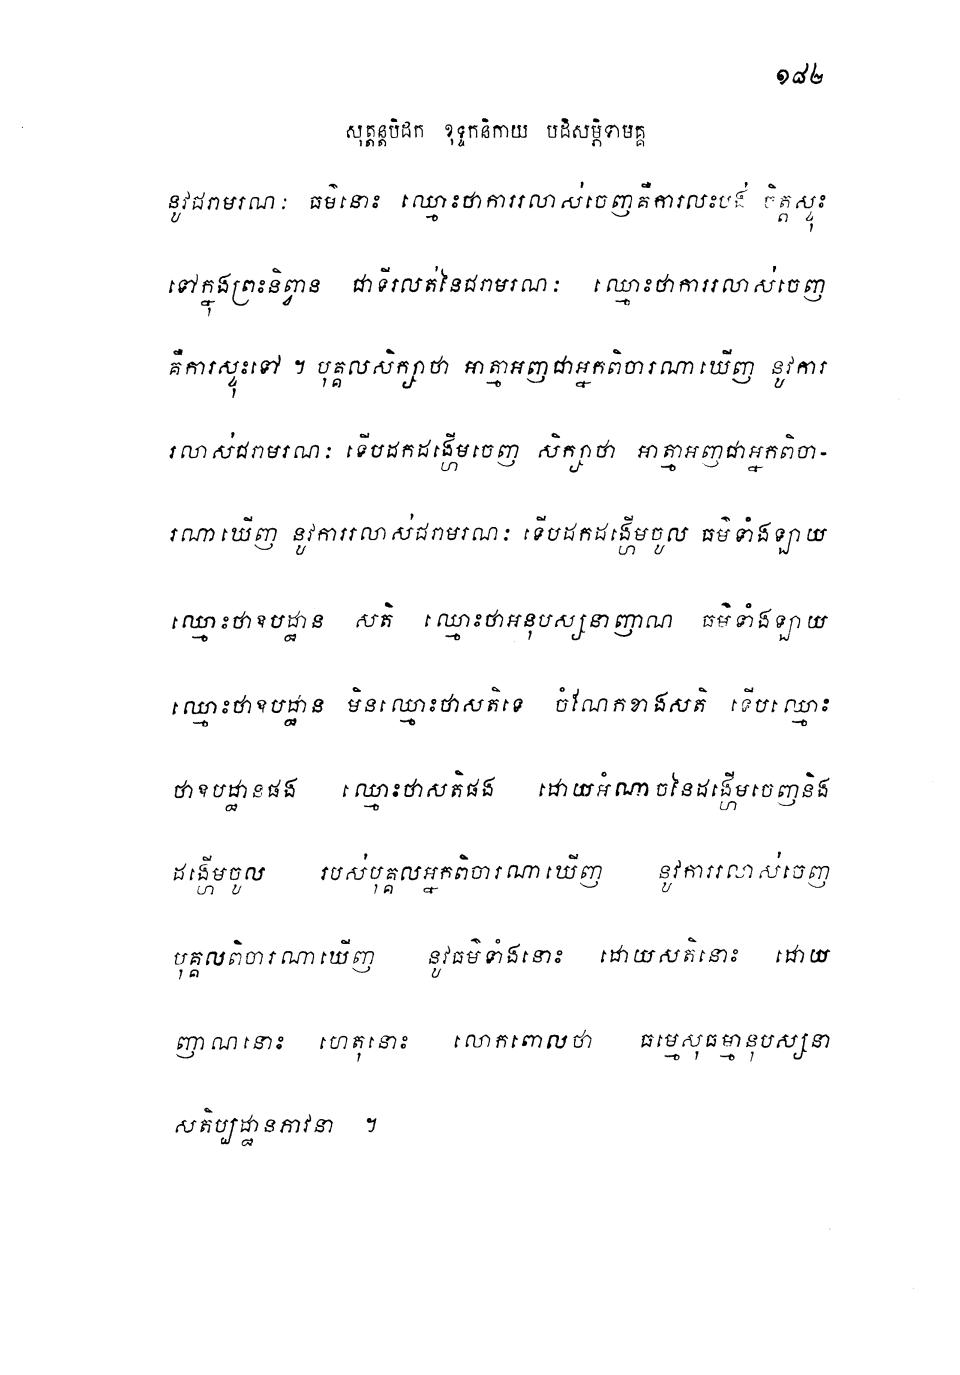 ១៨២
សុត្តន្តបិដក ខុទ្ទកនិកាយ បដិសម្ភិទាមគ្គ
នូវជរាមរណៈ ធម៌នោះ ឈ្មោះថាការរលាស់ចេញគឺការលះបង់ ចិត្តស្ទុះ
ទៅក្នុងព្រះនិព្វាន ជាទីរលត់នៃជរាមរណៈ ឈ្មោះថាការរលាស់ចេញ
គឺការស្ទុះទៅ ។ បុគ្គលសិក្សាថា អាត្មាអញជាអ្នកពិចារណាឃើញ នូវការ
រលាស់ជរាមរណៈ ទើបដកដង្ហើមចេញ សិក្សាថា អាត្មាអញជាអ្នកពិចា-
រណាឃើញ នូវការរលាស់ជរាមរណៈ ទើបដកដង្ហើមចូល ធម៌ទាំងឡាយ
ឈ្មោះថាឧបដ្ឋាន សតិ ឈ្មោះថាអនុបស្សនាញាណ ធម៌ទាំងឡាយ
ឈ្មោះថាឧបដ្ឋាន មិនឈ្មោះថាសតិទេ ចំណែកខាងសតិ ទើបឈ្មោះ
ថាឧបដ្ឋានផង ឈ្មោះថាសតិផង ដោយអំណាចនៃដង្ហើមចេញនិង
ដង្ហើមចូល របស់បុគ្គលអ្នកពិចារណាឃើញ នូវការរលាស់ចេញ
បុគ្គលពិចារណាឃើញ នូវធម៌ទាំងនោះ ដោយសតិនោះ ដោយ
ញាណនោះ ហេតុនោះ លោកពោលថា ធម្មេសុធម្មានុបស្សនា
សតិប្បដ្ឋានភាវនា ។